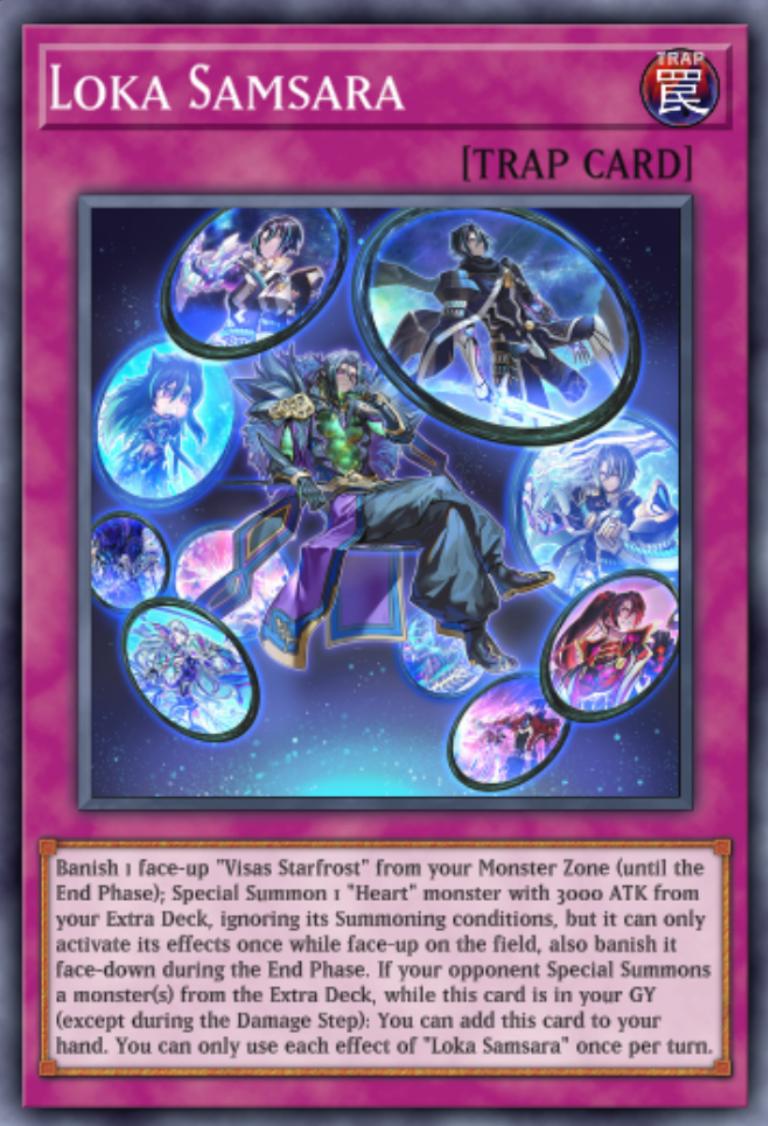 LOKA SAMSARA
TRAP
罠
[TRAP CARD]
Banish 1 face-up "Visas Starfrost" from your Monster Zone (until the
End Phase); Special Summon 1 "Heart" monster with 3000 ATK from
your Extra Deck, ignoring its Summoning conditions, but it can only
activate its effects once while face-up on the field, also banish it
face-down during the End Phase. If your opponent Special Summons
a monster(s) from the Extra Deck, while this card is in your GY
(except during the Damage Step): You can add this card to your
hand. You can only use each effect of "Loka Samsara" once per turn.